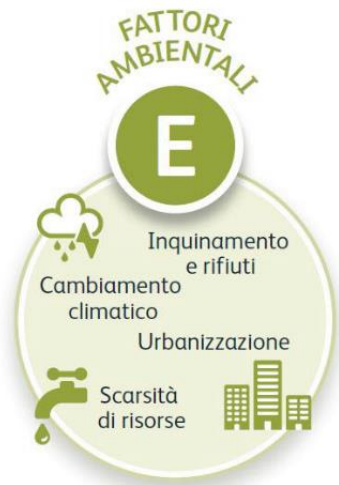 FATTORI
AMBIENTALI
E
Inquinamento
e rifiuti
Cambiamento
climatico
Urbanizzazione
Scarsità
di risorse